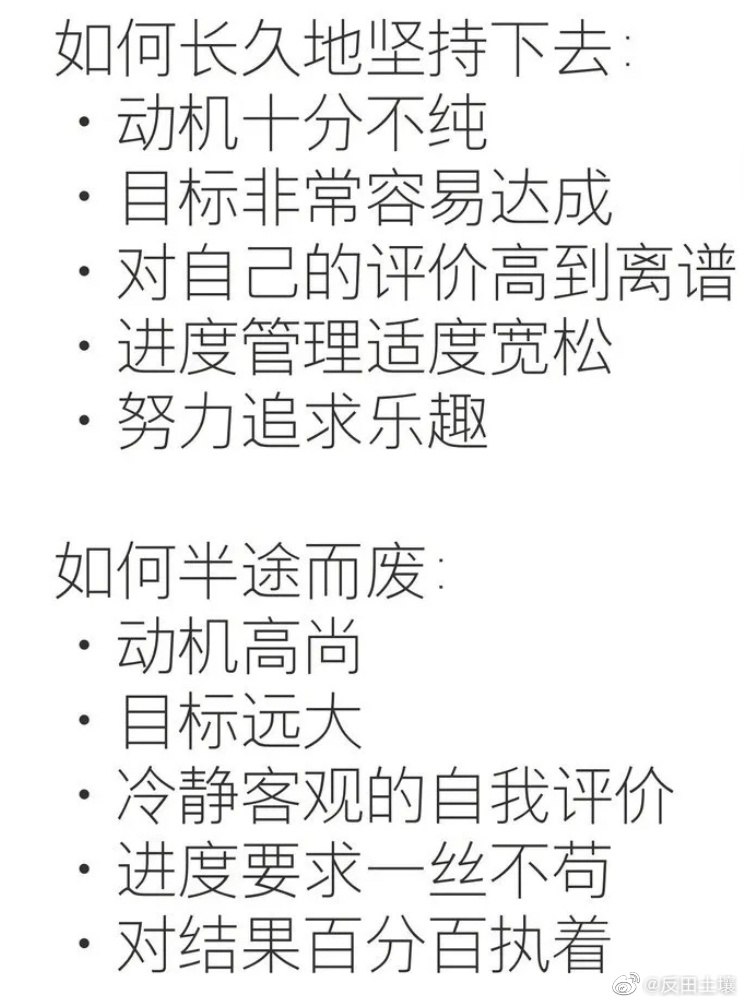 如何长久地坚持下去:
• 动机十分不纯
• 目标非常容易达成
• 对自己的评价高到离谱
• 进度管理适度宽松
• 努力追求乐趣
如何半途而废:
• 动机高尚
• 目标远大
• 冷静客观的自我评价
• 进度要求一丝不苟
• 对结果百分百执着
@反田土壤